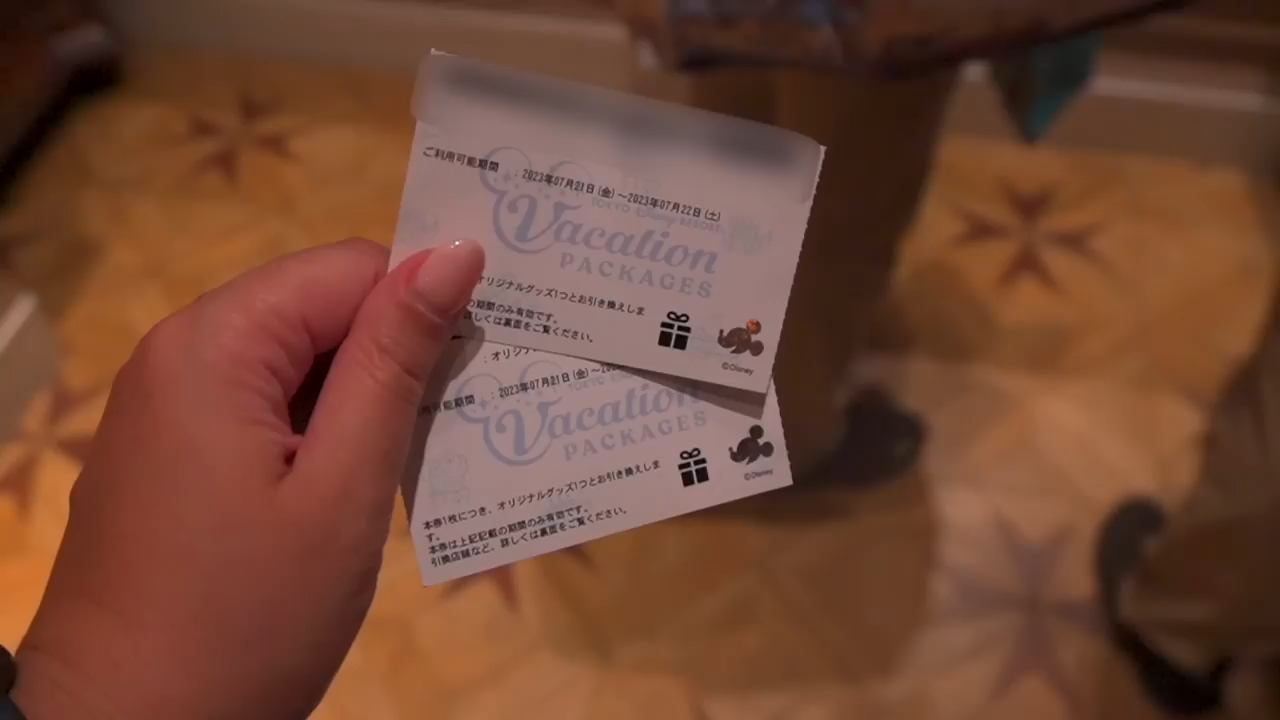 ご利用可能期間 : 2023年07月21日(金)～2023年07月22日(土)
TOKYO Disney RESORT
Vacation
PACKAGES
オリジナルグッズ1つとお引き換えしま
の期間のみ有効です。
詳しくは裏面をご覧ください。
©Disney
: オリジナ
用可能期間 : 2023年07月21日(金)～202
Vacation
PACKAGES
本券1枚につき、オリジナルグッズ1つとお引き換えしま
す。
本券は上記記載の期間のみ有効です。
引換店舗など、詳しくは裏面をご覧ください。
©Disney